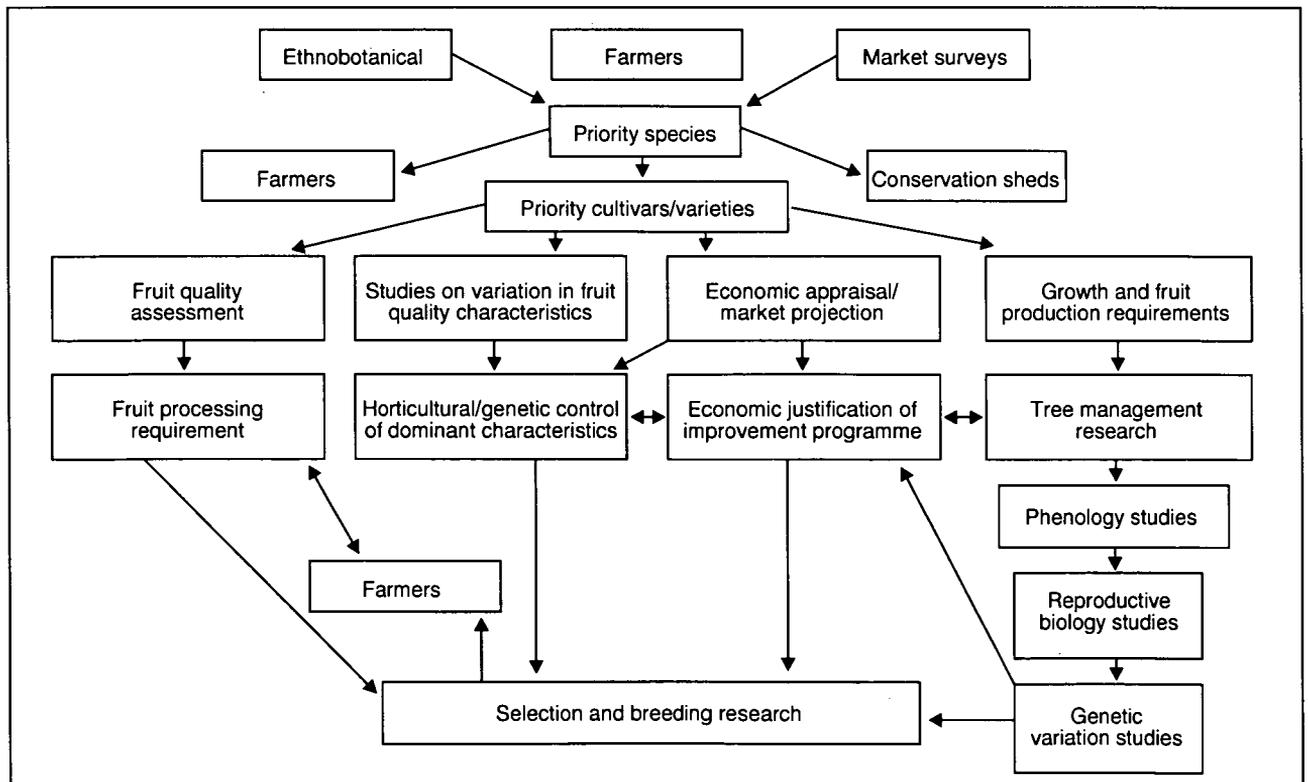 Ethnobotanical
Farmers
Market surveys
Priority species
Farmers
Conservation sheds
Priority cultivars/varieties
Fruit quality
assessment
Studies on variation in fruit
quality characteristics
Economic appraisal/
market projection
Growth and fruit
production requirements
Fruit processing
requirement
Horticultural/genetic control
of dominant characteristics
Economic justification of
improvement programme
Tree management
research
Phenology studies
Farmers
Reproductive
biology studies
Selection and breeding research
Genetic
variation studies